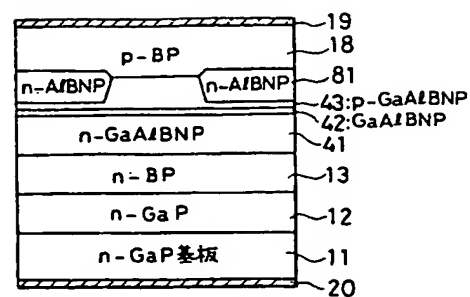 19
p-BP
18
n-AlBNP
n-AlBNP
81
43:p-GaAlBNP
42:GaAlBNP
n-GaAlBNP
41
n-BP
13
n-GaP
12
n-GaP基板
11
20